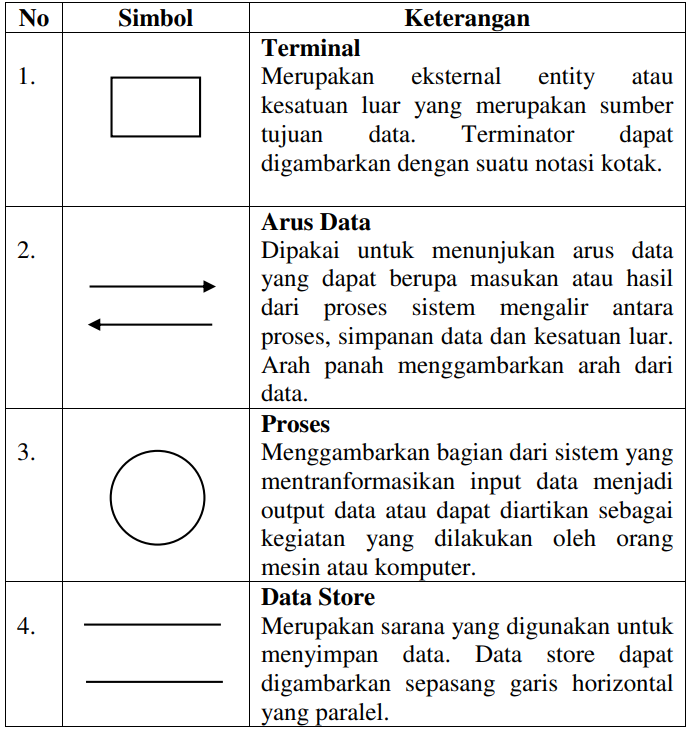 No Simbol Keterangan
1.
Terminal
Merupakan eksternal entity atau
kesatuan luar yang merupakan sumber
tujuan data. Terminator dapat
digambarkan dengan suatu notasi kotak.
2.
Arus Data
Dipakai untuk menunjukan arus data
yang dapat berupa masukan atau hasil
dari proses sistem mengalir antara
proses, simpanan data dan kesatuan luar.
Arah panah menggambarkan arah dari
data.
3.
Proses
Menggambarkan bagian dari sistem yang
mentranformasikan input data menjadi
output data atau dapat diartikan sebagai
kegiatan yang dilakukan oleh orang
mesin atau komputer.
4.
Data Store
Merupakan sarana yang digunakan untuk
menyimpan data. Data store dapat
digambarkan sepasang garis horizontal
yang paralel.